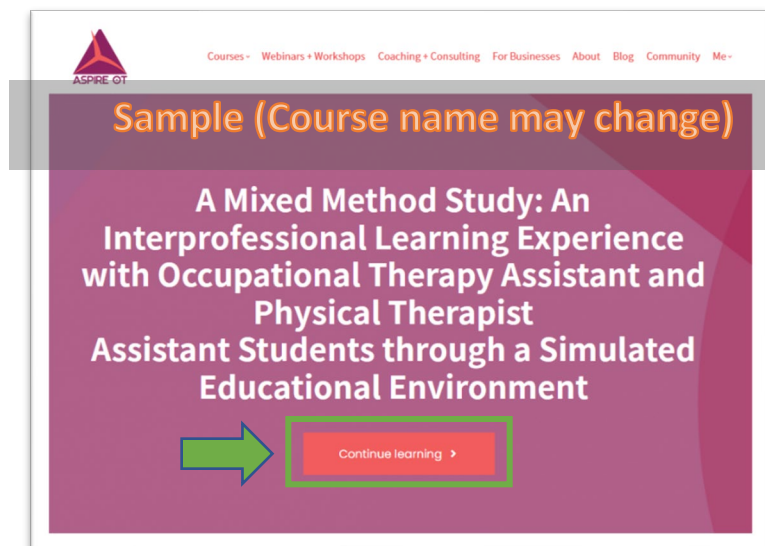 ASPIRE OT
Courses Webinars + Workshops Coaching + Consulting For Businesses About Blog Community Me
Sample (Course name may change)
A Mixed Method Study: An
Interprofessional Learning Experience
with Occupational Therapy Assistant and
Physical Therapist
Assistant Students through a Simulated
Educational Environment
Continue learning >